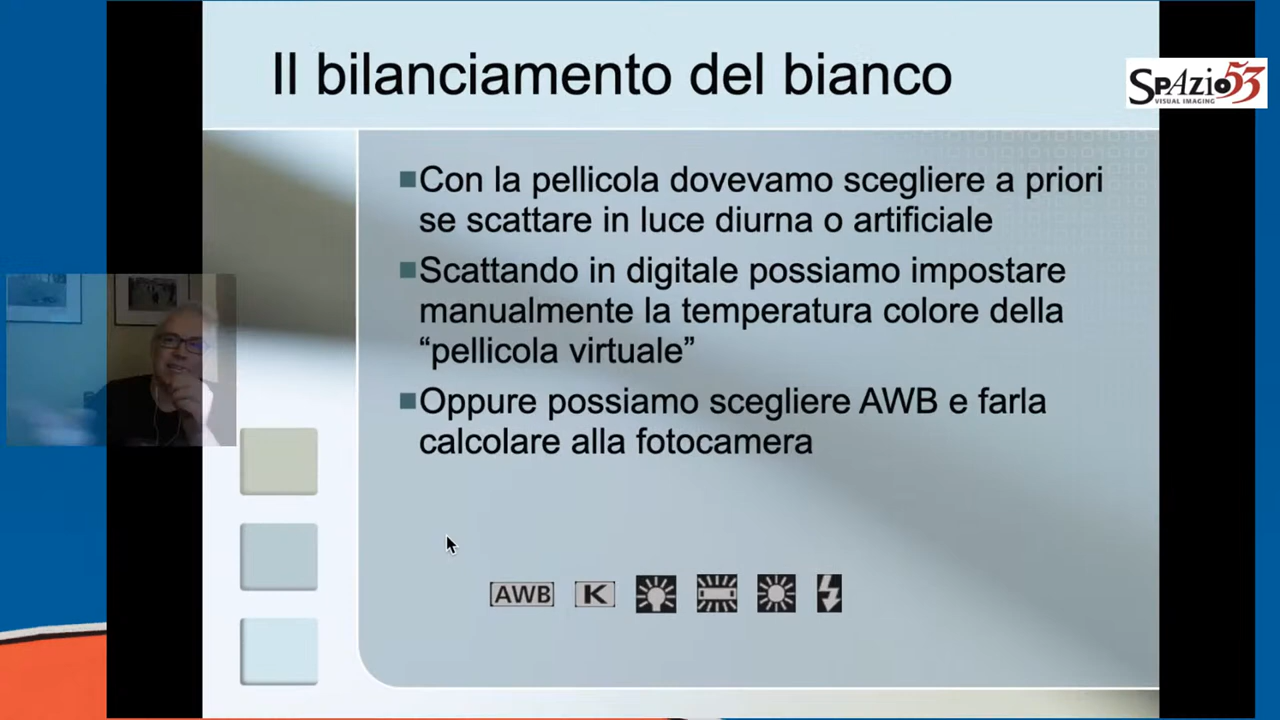 Il bilanciamento del bianco
SPAZiO53
VISUAL IMAGING
Con la pellicola dovevamo scegliere a priori
se scattare in luce diurna o artificiale
Scattando in digitale possiamo impostare
manualmente la temperatura colore della
“pellicola virtuale”
Oppure possiamo scegliere AWB e farla
calcolare alla fotocamera
AWB K